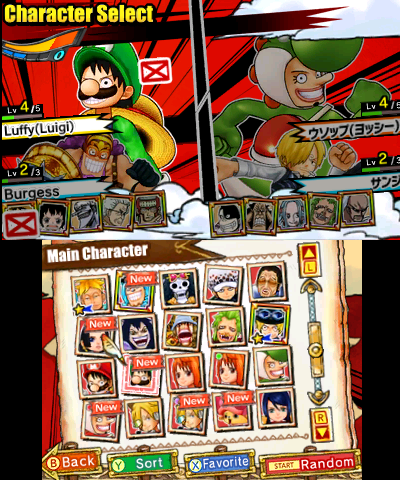 Character Select
Lv 4/5
Luffy(Luigi)
Lv 2/3
Burgess
Lv 4/5
ウソップ(ヨッシー)
Lv 2/3
サンジ
Main Character
New
New
New
New
New
New
New
L
R
B Back
Y Sort
X Favorite
START Random